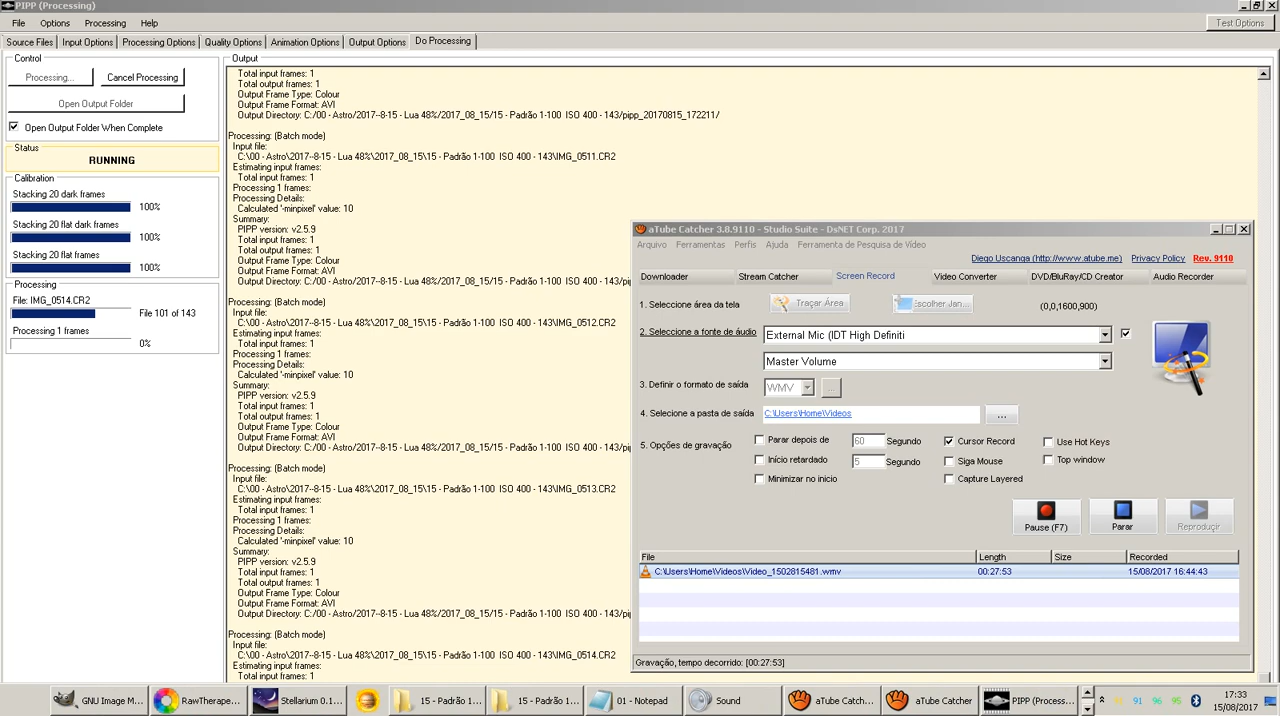 PIPP (Processing)
File Options Processing Help
Test Options
Source Files Input Options Processing Options Quality Options Animation Options Output Options Do Processing
Control
Processing... Cancel Processing
Open Output Folder
Open Output Folder When Complete
Status
RUNNING
Calibration
Stacking 20 dark frames
100%
Stacking 20 flat dark frames
100%
Stacking 20 flat frames
100%
Processing
File: IMG_0514.CR2
File 101 of 143
Processing 1 frames
0%
Output
Total input frames: 1
Total output frames: 1
Output Frame Type: Colour
Output Frame Format: AVI
Output Directory: C:/00 - Astro/2017--8-15 - Lua 48%/2017_08_15/15 - Padrão 1-100 ISO 400 - 143/pipp_20170815_172211/
Processing: (Batch mode)
Input file:
C:\00 - Astro\2017--8-15 - Lua 48%\2017_08_15\15 - Padrão 1-100 ISO 400 - 143\IMG_0511.CR2
Estimating input frames:
Total input frames: 1
Processing 1 frames:
Processing Details:
Calculated '-minpixel' value: 10
Summary:
PIPP version: v2.5.9
Total input frames: 1
Total output frames: 1
Output Frame Type: Colour
Output Frame Format: AVI
Output Directory: C:/00 - Astro/2017--8-15 - Lua 48%/2017_08_15/15 - Padrão 1-100 ISO 400 - 143/pip
Processing: (Batch mode)
Input file:
C:\00 - Astro\2017--8-15 - Lua 48%\2017_08_15\15 - Padrão 1-100 ISO 400 - 143\IMG_0512.CR2
Estimating input frames:
Total input frames: 1
Processing 1 frames:
Processing Details:
Calculated '-minpixel' value: 10
Summary:
PIPP version: v2.5.9
Total input frames: 1
Total output frames: 1
Output Frame Type: Colour
Output Frame Format: AVI
Output Directory: C:/00 - Astro/2017--8-15 - Lua 48%/2017_08_15/15 - Padrão 1-100 ISO 400 - 143/pip
Processing: (Batch mode)
Input file:
C:\00 - Astro\2017--8-15 - Lua 48%\2017_08_15\15 - Padrão 1-100 ISO 400 - 143\IMG_0513.CR2
Estimating input frames:
Total input frames: 1
Processing 1 frames:
Processing Details:
Calculated '-minpixel' value: 10
Summary:
PIPP version: v2.5.9
Total input frames: 1
Total output frames: 1
Output Frame Type: Colour
Output Frame Format: AVI
Output Directory: C:/00 - Astro/2017--8-15 - Lua 48%/2017_08_15/15 - Padrão 1-100 ISO 400 - 143/pip
Processing: (Batch mode)
Input file:
C:\00 - Astro\2017--8-15 - Lua 48%\2017_08_15\15 - Padrão 1-100 ISO 400 - 143\IMG_0514.CR2
Estimating input frames:
Total input frames: 1
aTube Catcher 3.8.9110 - Studio Suite - DsNET Corp. 2017
Arquivo Ferramentas Perfis Ajuda Ferramenta de Pesquisa de Vídeo
Diego Uscanga (http://www.atube.me) Privacy Policy Rev. 9110
Downloader Stream Catcher Screen Record Video Converter DVD/BluRay/CD Creator Audio Recorder
1. Seleccione área da tela Traçar Área Escolher Jan... (0,0,1600,900)
2. Seleccione a fonte de áudio External Mic (IDT High Definiti
Master Volume
3. Definir o formato de saída WMV ...
4. Selecione a pasta de saída C:\Users\Home\Videos ...
5. Opções de gravação Parar depois de 60 Segundo Cursor Record Use Hot Keys
Início retardado 5 Segundo Siga Mouse Top window
Minimizar no inicio Capture Layered
Pause (F7) Parar Reproduçir
File Length Size Recorded
C:\Users\Home\Videos\Video_1502815481.wmv 00:27:53 15/08/2017 16:44:43
Gravação, tempo decorrido: [00:27:53]
GNU Image M... RawTherape... Stellarium 0.1... 15 - Padrão 1... 15 - Padrão 1... 01 - Notepad Sound aTube Catch... aTube Catcher PIPP (Proces... 91 96 95 17:33
15/08/2017